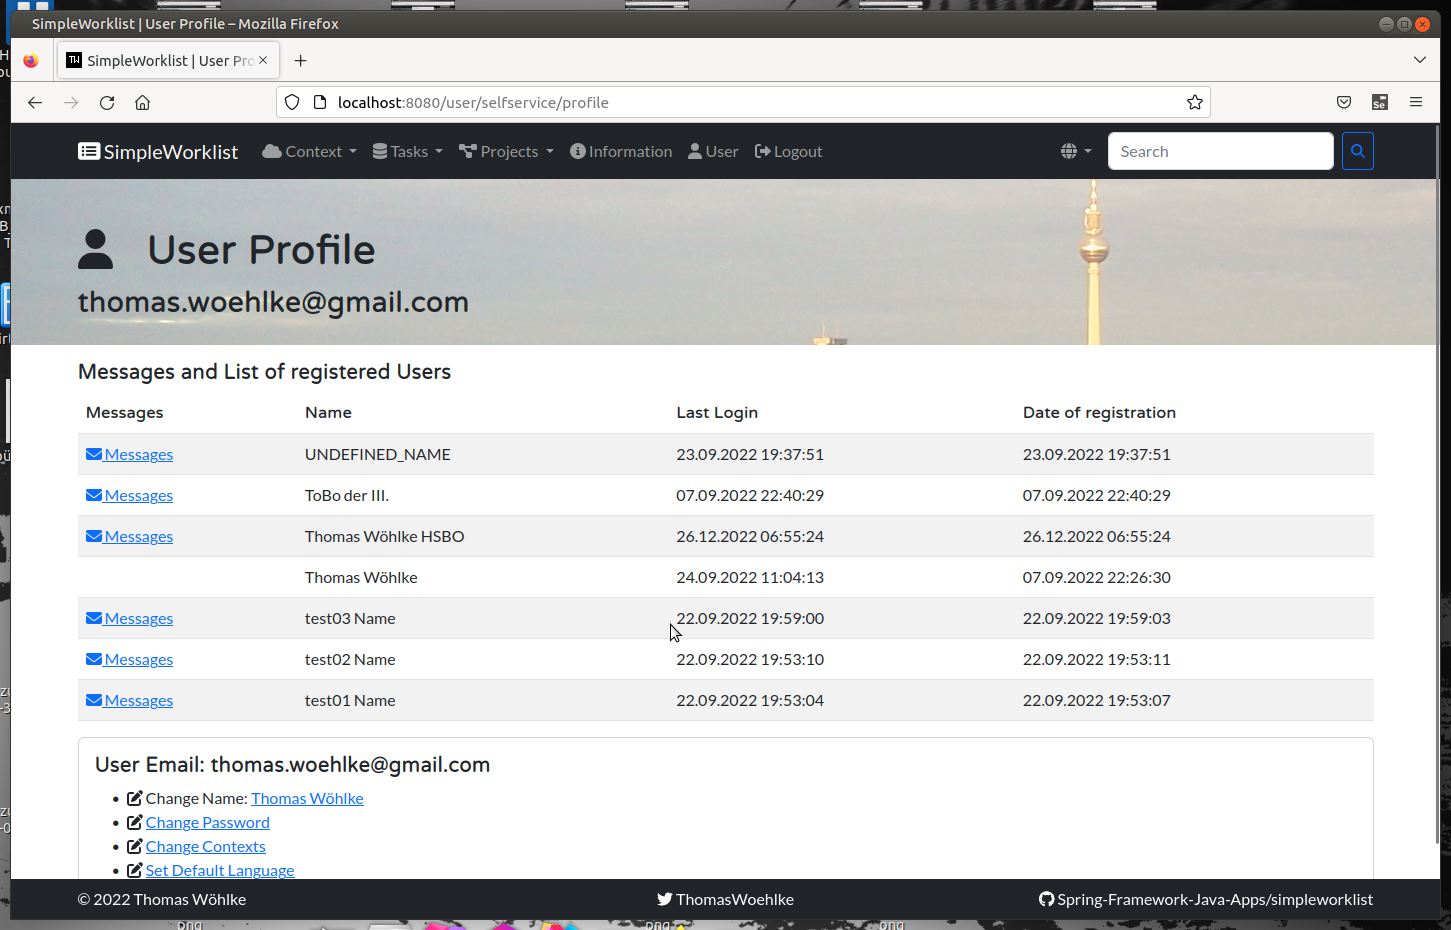 SimpleWorklist | User Profile – Mozilla Firefox
TW SimpleWorklist | User Pro
localhost:8080/user/selfservice/profile
Se
SimpleWorklist Context Tasks Projects Information User Logout Search
User Profile
thomas.woehlke@gmail.com
Messages and List of registered Users
Messages Name Last Login Date of registration
Messages UNDEFINED_NAME 23.09.2022 19:37:51 23.09.2022 19:37:51
Messages ToBo der III. 07.09.2022 22:40:29 07.09.2022 22:40:29
Messages Thomas Wöhlke HSBO 26.12.2022 06:55:24 26.12.2022 06:55:24
Thomas Wöhlke 24.09.2022 11:04:13 07.09.2022 22:26:30
Messages test03 Name 22.09.2022 19:59:00 22.09.2022 19:59:03
Messages test02 Name 22.09.2022 19:53:10 22.09.2022 19:53:11
Messages test01 Name 22.09.2022 19:53:04 22.09.2022 19:53:07
User Email: thomas.woehlke@gmail.com
Change Name: Thomas Wöhlke
Change Password
Change Contexts
Set Default Language
© 2022 Thomas Wöhlke ThomasWoehlke Spring-Framework-Java-Apps/simpleworklist
png png png